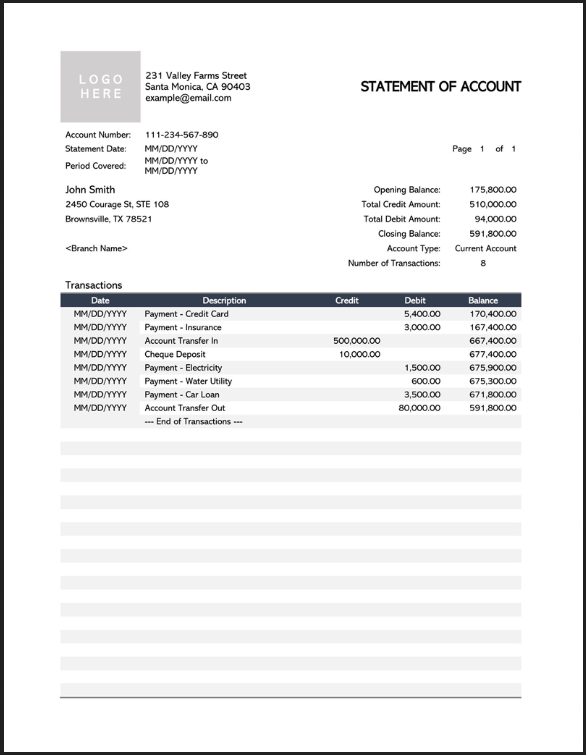 LOGO
HERE
231 Valley Farms Street
Santa Monica, CA 90403
example@email.com
STATEMENT OF ACCOUNT
Account Number: 111-234-567-890
Statement Date: MM/DD/YYYY
Page 1 of 1
Period Covered: MM/DD/YYYY to
MM/DD/YYYY
John Smith
2450 Courage St, STE 108
Brownsville, TX 78521
<Branch Name>
Opening Balance: 175,800.00
Total Credit Amount: 510,000.00
Total Debit Amount: 94,000.00
Closing Balance: 591,800.00
Account Type: Current Account
Number of Transactions: 8
Transactions
Date Description Credit Debit Balance
MM/DD/YYYY Payment - Credit Card 5,400.00 170,400.00
MM/DD/YYYY Payment - Insurance 3,000.00 167,400.00
MM/DD/YYYY Account Transfer In 500,000.00 667,400.00
MM/DD/YYYY Cheque Deposit 10,000.00 677,400.00
MM/DD/YYYY Payment - Electricity 1,500.00 675,900.00
MM/DD/YYYY Payment - Water Utility 600.00 675,300.00
MM/DD/YYYY Payment - Car Loan 3,500.00 671,800.00
MM/DD/YYYY Account Transfer Out 80,000.00 591,800.00
--- End of Transactions ---